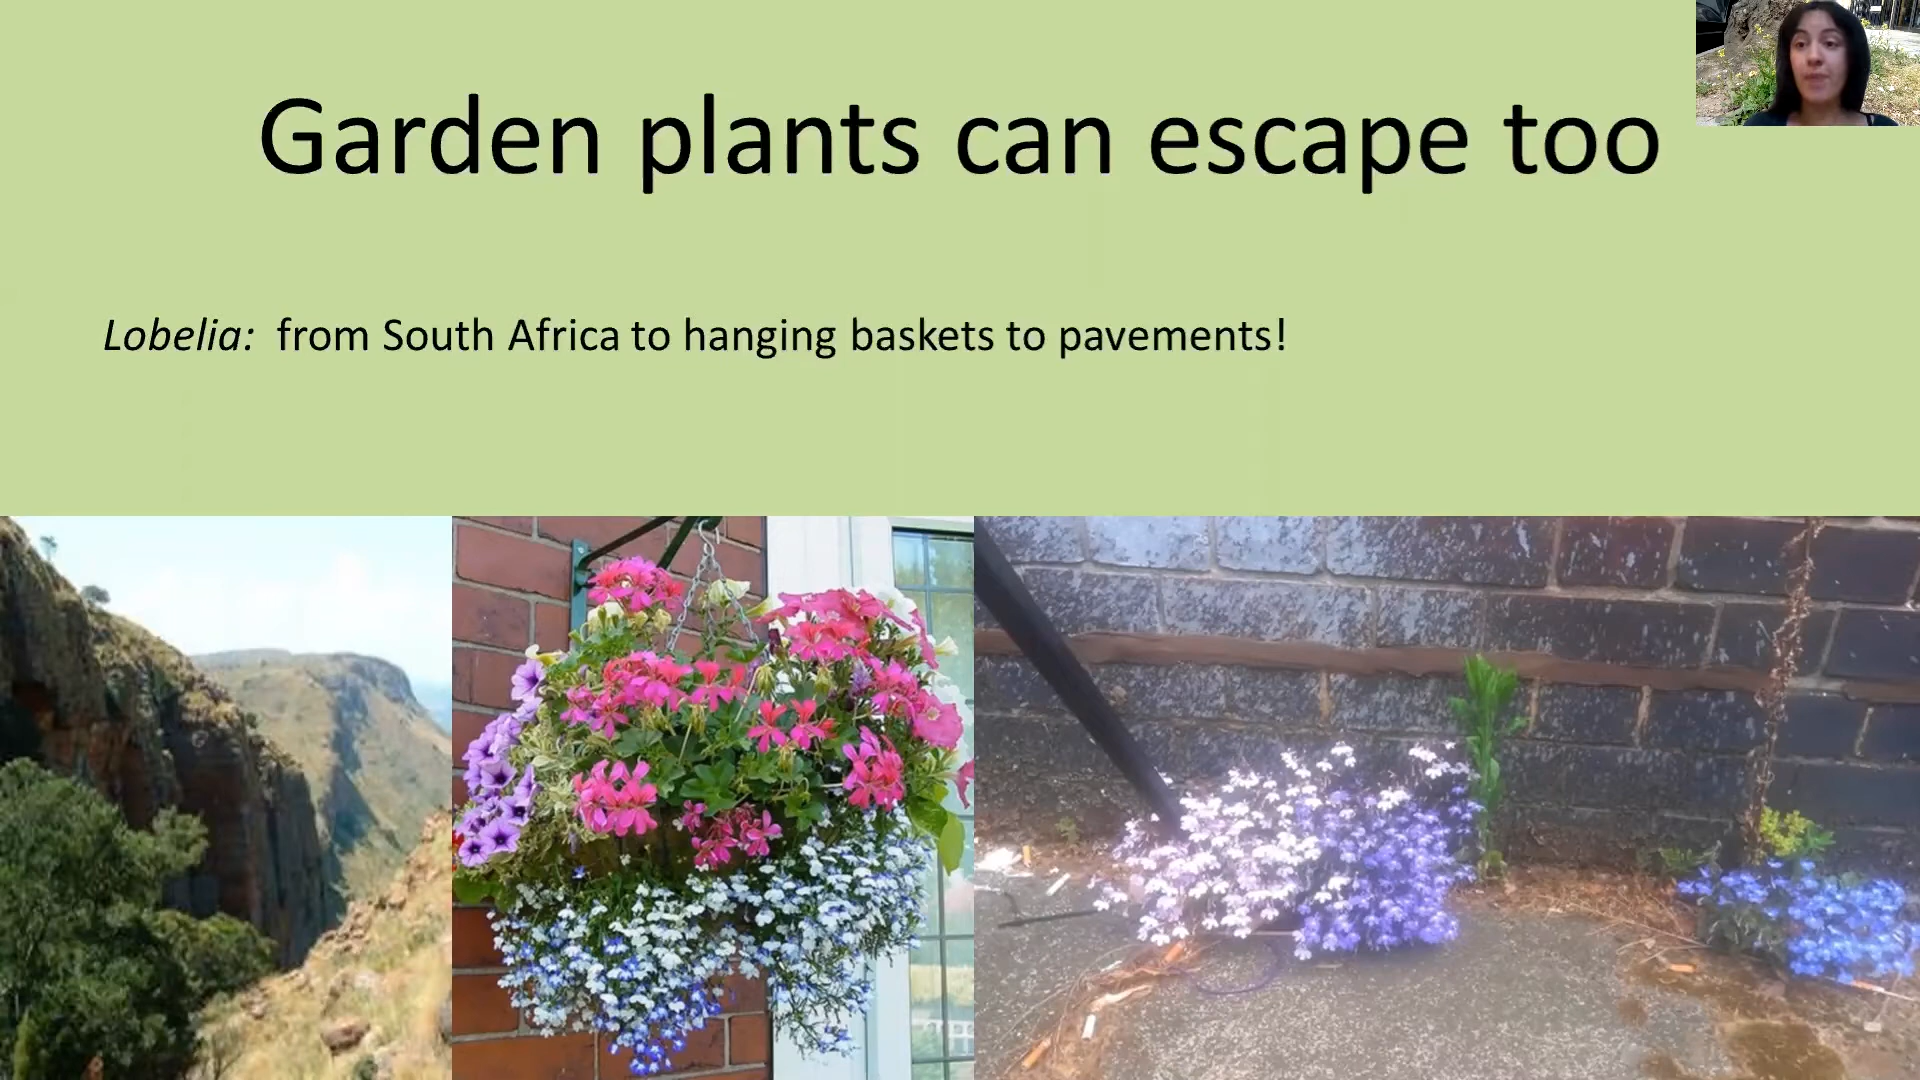 Garden plants can escape too
Lobelia: from South Africa to hanging baskets to pavements!